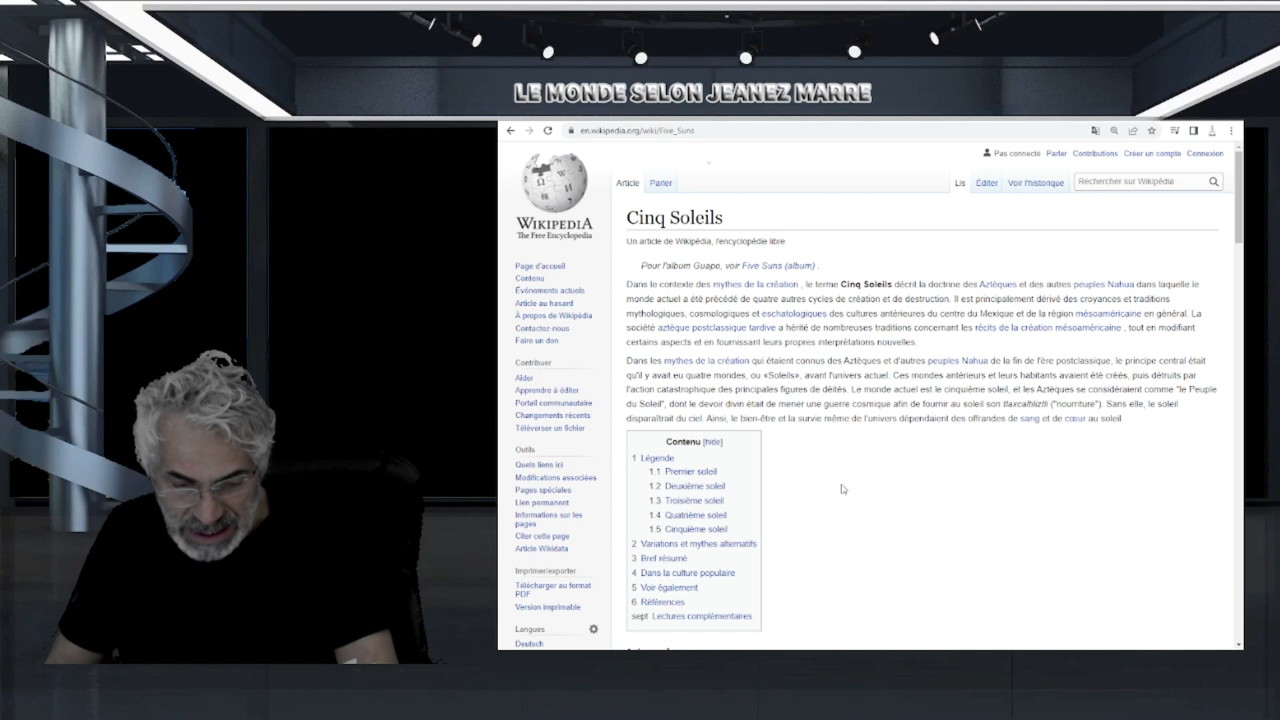 LE MONDE SELON JEANEZ MARRE
en.wikipedia.org/wiki/Five_Suns
Pas connecté Parler Contributions Créer un compte Connexion
Article Parler
Lis Éditer Voir l'historique Rechercher sur Wikipédia
WIKIPEDIA
The Free Encyclopedia
Page d'accueil
Contenu
Événements actuels
Article au hasard
À propos de Wikipédia
Contactez-nous
Faire un don
Contribuer
Aider
Apprendre à éditer
Portail communautaire
Changements récents
Téléverser un fichier
Outils
Quels liens ici
Modifications associées
Pages spéciales
Lien permanent
Informations sur les
pages
Citer cette page
Article Wikidata
Imprimer/exporter
Télécharger au format
PDF
Version imprimable
Langues
Deutsch
Cinq Soleils
Un article de Wikipédia, l'encyclopédie libre
Pour l'album Guapo, voir Five Suns (album) .
Dans le contexte des mythes de la création , le terme Cinq Soleils décrit la doctrine des Aztèques et des autres peuples Nahua dans laquelle le
monde actuel a été précédé de quatre autres cycles de création et de destruction. Il est principalement dérivé des croyances et traditions
mythologiques, cosmologiques et eschatologiques des cultures antérieures du centre du Mexique et de la région mésoaméricaine en général. La
société aztèque postclassique tardive a hérité de nombreuses traditions concernant les récits de la création mésoaméricaine , tout en modifiant
certains aspects et en fournissant leurs propres interprétations nouvelles.
Dans les mythes de la création qui étaient connus des Aztèques et d'autres peuples Nahua de la fin de l'ère postclassique, le principe central était
qu'il y avait eu quatre mondes, ou «Soleils», avant l'univers actuel. Ces mondes antérieurs et leurs habitants avaient été créés, puis détruits par
l'action catastrophique des principales figures de déités. Le monde actuel est le cinquième soleil, et les Aztèques se considéraient comme "le Peuple
du Soleil", dont le devoir divin était de mener une guerre cosmique afin de fournir au soleil son tlaxcaltiliztli ("nourriture"). Sans elle, le soleil
disparaîtrait du ciel. Ainsi, le bien-être et la survie même de l'univers dépendaient des offrandes de sang et de cœur au soleil
Contenu [hide]
1 Légende
1.1 Premier soleil
1.2 Deuxième soleil
1.3 Troisième soleil
1.4 Quatrième soleil
1.5 Cinquième soleil
2 Variations et mythes alternatifs
3 Bref résumé
4 Dans la culture populaire
5 Voir également
6 Références
sept Lectures complémentaires